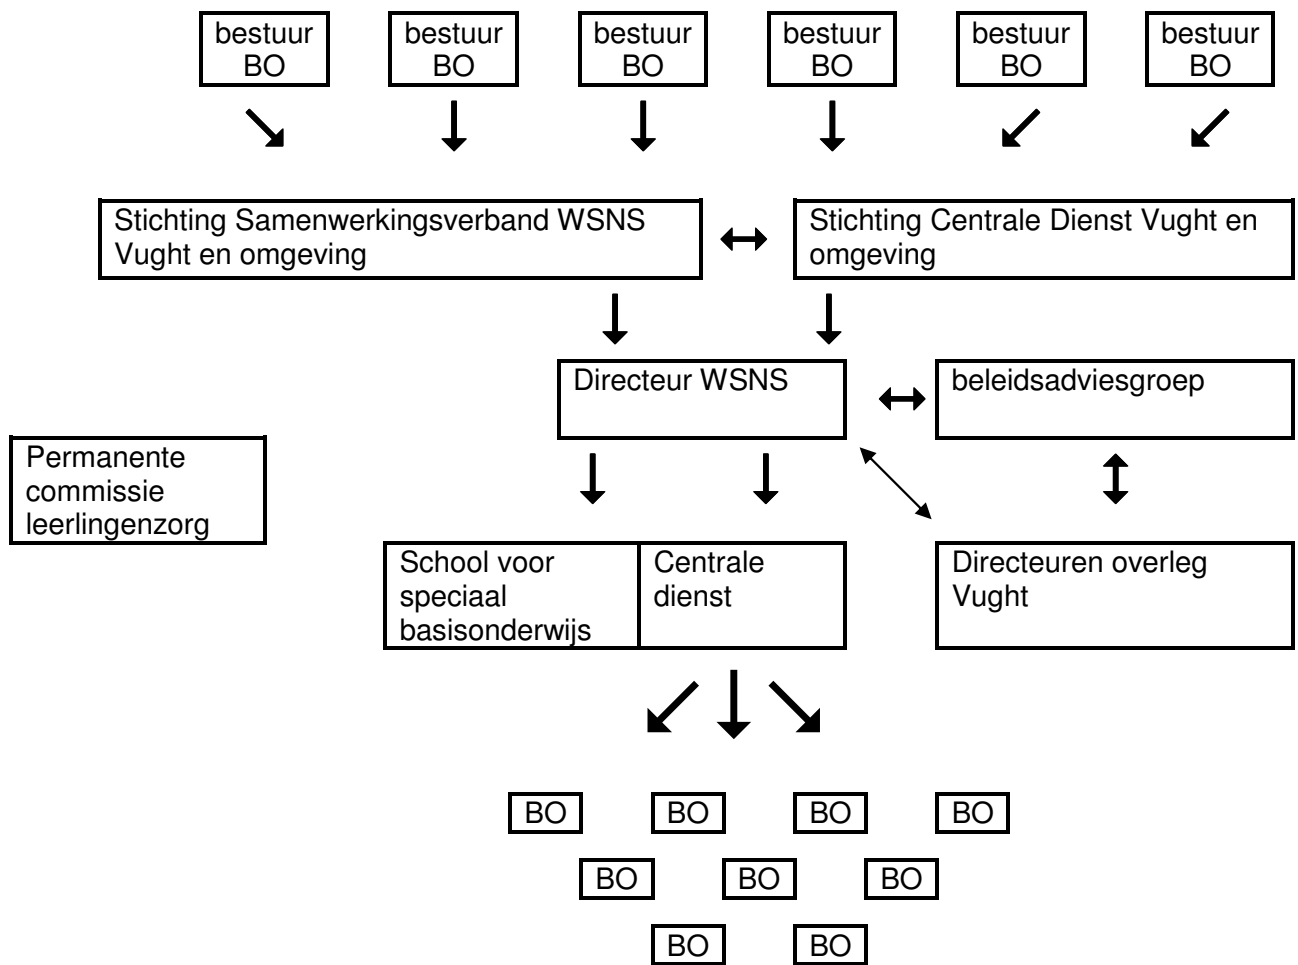 bestuur
BO
bestuur
BO
bestuur
BO
bestuur
BO
bestuur
BO
bestuur
BO
Stichting Samenwerkingsverband WSNS
Vught en omgeving
Stichting Centrale Dienst Vught en
omgeving
Directeur WSNS
beleidsadviesgroep
Permanente
commissie
leerlingenzorg
School voor
speciaal
basisonderwijs
Centrale
dienst
Directeuren overleg
Vught
BO
BO
BO
BO
BO
BO
BO
BO
BO